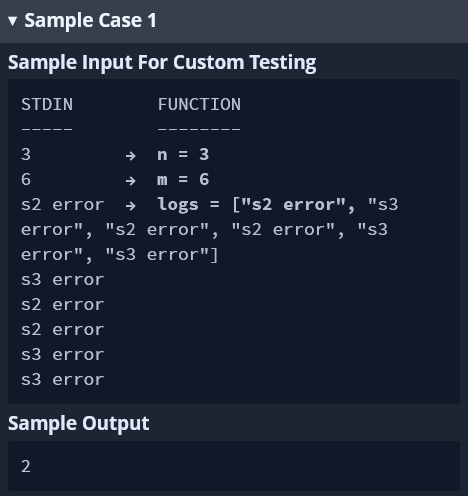 ▼ Sample Case 1
Sample Input For Custom Testing
STDIN        FUNCTION
-----        --------
3         →  n = 3
6         →  m = 6
s2 error  →  logs = ["s2 error", "s3
error", "s2 error", "s2 error", "s3
error", "s3 error"]
s3 error
s2 error
s2 error
s3 error
s3 error
Sample Output
2